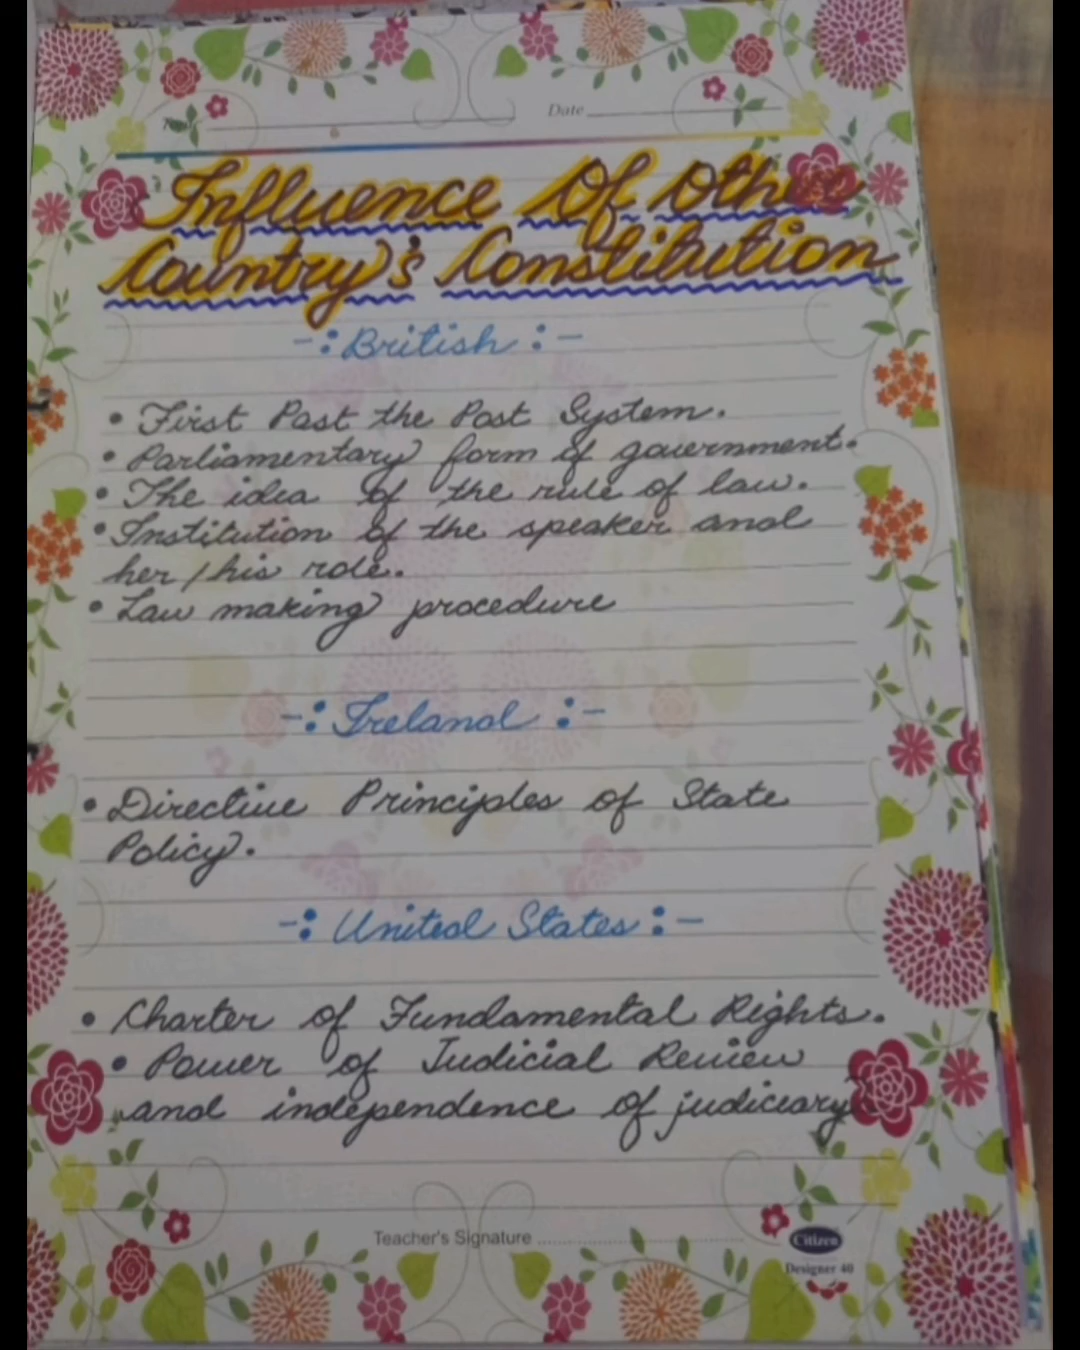 Date
Influence Of Other
Country's Constitution
-: British :-
• First Past the Post System.
• Parliamentary form of government.
• The idea of the rule of law.
• Institution of the speaker and
her / his role.
• Law making procedure
-: Ireland :-
• Directive Principles of State
Policy.
-: United States :-
• Charter of Fundamental Rights.
• Power of Judicial Review
and independence of judiciary
Teacher's Signature
Citizen
Designer 40